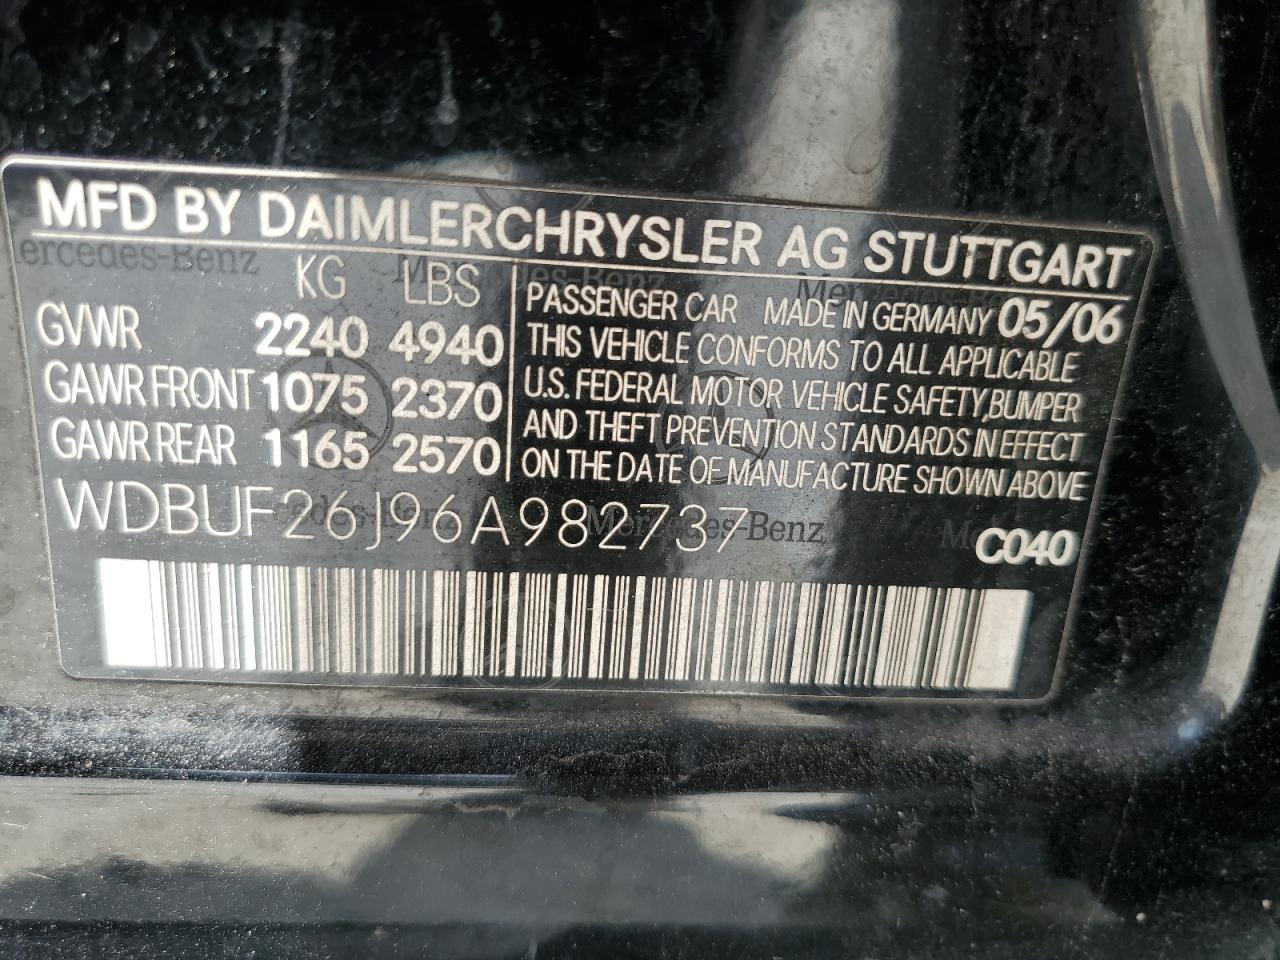 MFD BY DAIMLERCHRYSLER AG STUTTGART
KG LBS
GVWR 2240 4940
GAWR FRONT 1075 2370
GAWR REAR 1165 2570
PASSENGER CAR MADE IN GERMANY 05/06
THIS VEHICLE CONFORMS TO ALL APPLICABLE
U.S. FEDERAL MOTOR VEHICLE SAFETY, BUMPER
AND THEFT PREVENTION STANDARDS IN EFFECT
ON THE DATE OF MANUFACTURE SHOWN ABOVE
WDBUF26J96A982737
C040
Mercedes-Benz